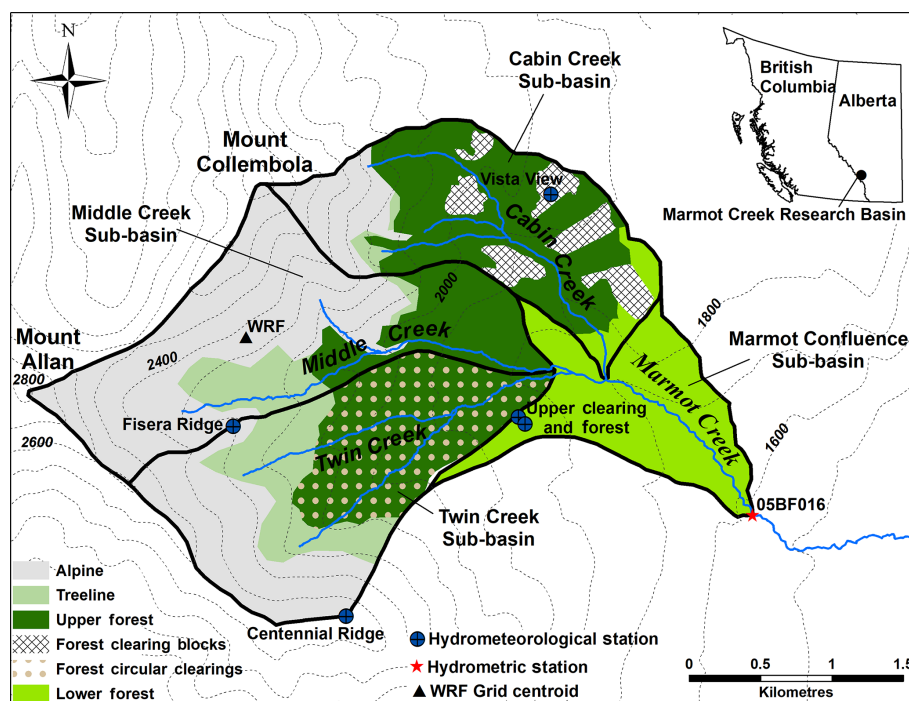 N
Cabin Creek
Sub-basin
British
Columbia
Alberta
Marmot Creek Research Basin
Mount
Collembola
Middle Creek
Sub-basin
Vista View
Cabin Creek
2000
1800
WRF
Middle Creek
Marmot Confluence
Sub-basin
Mount
Allan
2400
2800
2600
Marmot Creek
1600
Fisera Ridge
Upper clearing
and forest
Twin Creek
05BF016
Twin Creek
Sub-basin
Centennial Ridge
Alpine
Treeline
Upper forest
Forest clearing blocks
Forest circular clearings
Lower forest
Hydrometeorological station
Hydrometric station
WRF Grid centroid
0 0.5 1 1.5
Kilometres